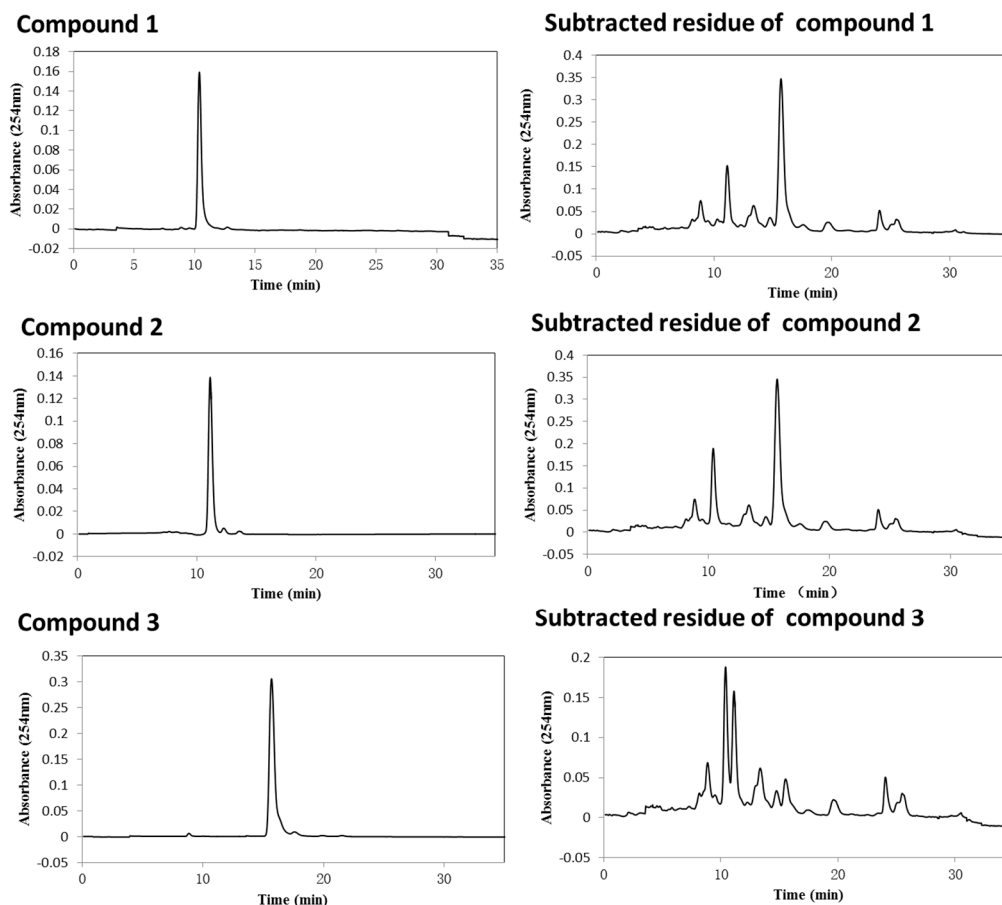 Compound 1
Absorbance (254nm)
0.18
0.16
0.14
0.12
0.1
0.08
0.06
0.04
0.02
0
-0.02
0 5 10 15 20 25 30 35
Time (min)
Subtracted residue of compound 1
Absorbance (254nm)
0.4
0.35
0.3
0.25
0.2
0.15
0.1
0.05
0
-0.05
0 10 20 30
Time (min)
Compound 2
Absorbance (254nm)
0.16
0.14
0.12
0.1
0.08
0.06
0.04
0.02
0
-0.02
0 10 20 30
Time (min)
Subtracted residue of compound 2
Absorbance (254nm)
0.4
0.35
0.3
0.25
0.2
0.15
0.1
0.05
0
-0.05
0 10 20 30
Time （min）
Compound 3
Absorbance (254nm)
0.35
0.3
0.25
0.2
0.15
0.1
0.05
0
-0.05
0 10 20 30
Time (min)
Subtracted residue of compound 3
Absorbance (254nm)
0.2
0.15
0.1
0.05
0
-0.05
0 10 20 30
Time (min)